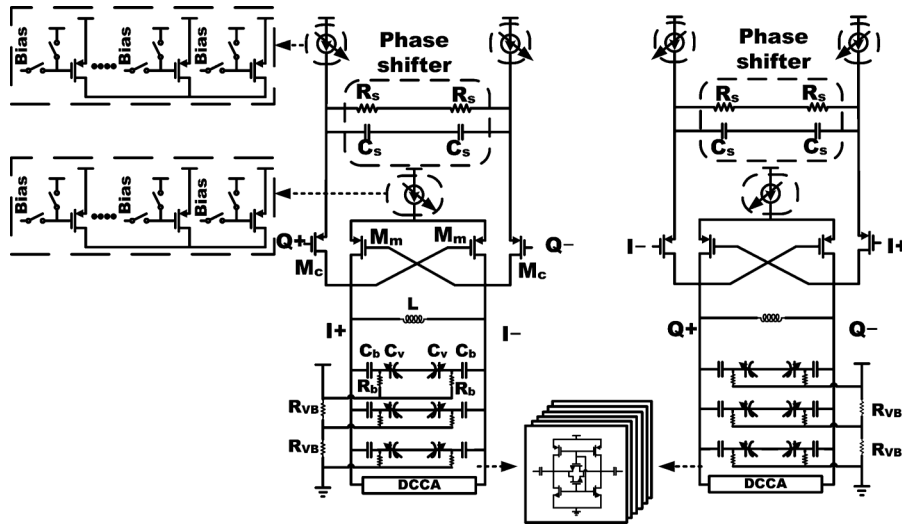 Bias
Bias
Bias
Phase
shifter
Rs
Rs
Cs
Cs
Phase
shifter
Rs
Rs
Cs
Cs
Bias
Bias
Bias
Q+
Mc
Mm
Mm
Q−
Mc
I−
I+
L
I+
I−
Q+
Q−
Cb
Cv
Cv
Cb
Rb
Rb
RVB
RVB
RVB
RVB
DCCA
DCCA